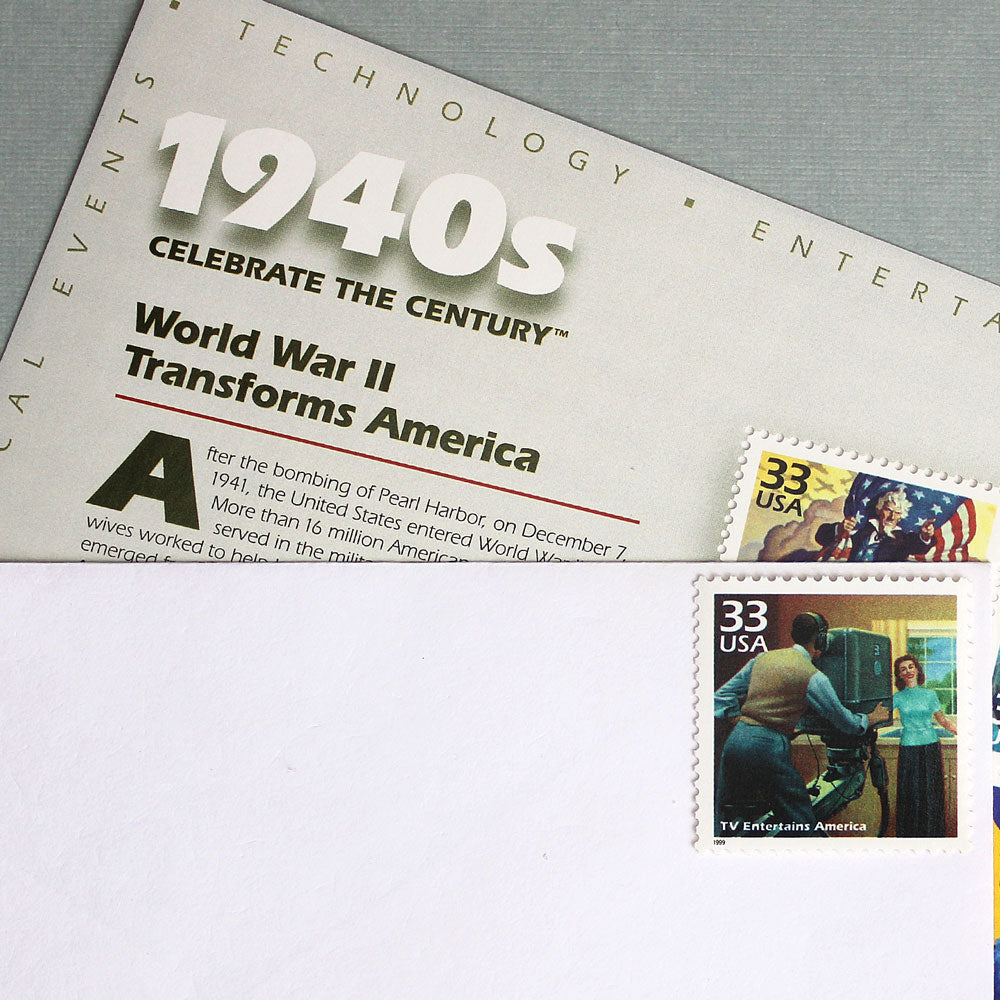 TECHNOLOGY · ENTERTA
CAL EVENTS
1940s
CELEBRATE THE CENTURY™
World War II
Transforms America
After the bombing of Pearl Harbor, on December 7,
1941, the United States entered World War
More than 16 million American
served in the
wives worked to help
emerged
33
USA
33
USA
TV Entertains America
1999